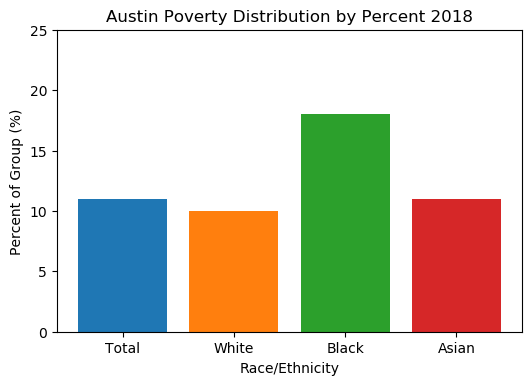 Austin Poverty Distribution by Percent 2018
25
20
15
10
5
0
Percent of Group (%)
Total White Black Asian
Race/Ethnicity